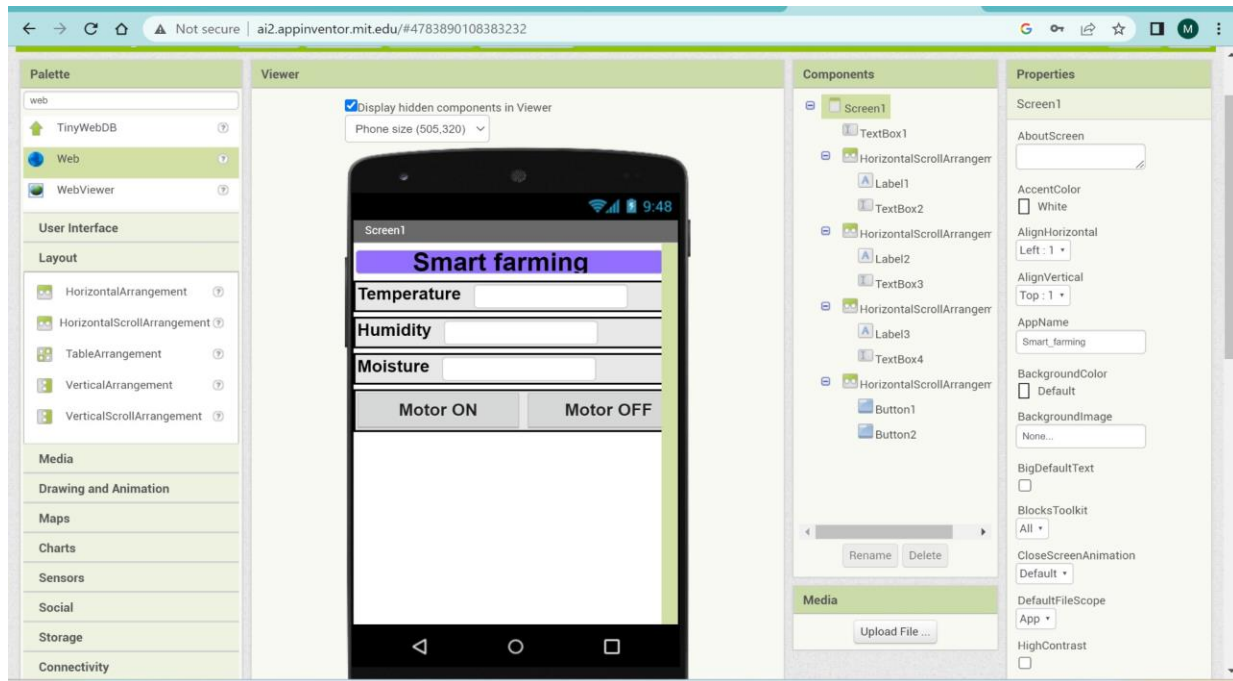 Not secure | ai2.appinventor.mit.edu/#4783890108383232
M
Palette
web
TinyWebDB
Web
WebViewer
User Interface
Layout
HorizontalArrangement
HorizontalScrollArrangement
TableArrangement
VerticalArrangement
VerticalScrollArrangement
Media
Drawing and Animation
Maps
Charts
Sensors
Social
Storage
Connectivity
Viewer
Display hidden components in Viewer
Phone size (505,320)
9:48
Screen1
Smart farming
Temperature
Humidity
Moisture
Motor ON Motor OFF
Components
Screen1
TextBox1
HorizontalScrollArrangem
Label1
TextBox2
HorizontalScrollArrangem
Label2
TextBox3
HorizontalScrollArrangem
Label3
TextBox4
HorizontalScrollArrangem
Button1
Button2
Rename Delete
Media
Upload File ...
Properties
Screen1
AboutScreen
AccentColor
White
AlignHorizontal
Left : 1
AlignVertical
Top : 1
AppName
Smart_farming
BackgroundColor
Default
BackgroundImage
None...
BigDefaultText
BlocksToolkit
All
CloseScreenAnimation
Default
DefaultFileScope
App
HighContrast